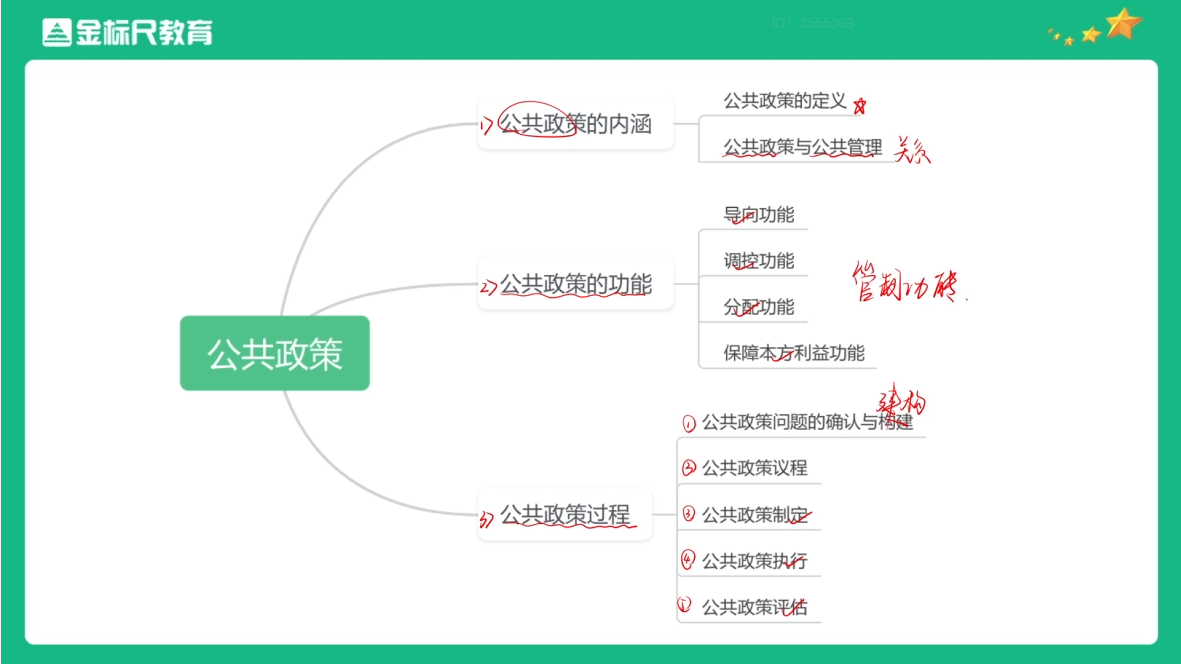 金标尺教育
ID: 3555369
公共政策
1) 公共政策的内涵
公共政策的定义
公共政策与公共管理 关系
2) 公共政策的功能
导向功能
调控功能
分配功能
保障本方利益功能
管制功能
3) 公共政策过程
建构
① 公共政策问题的确认与构建
② 公共政策议程
③ 公共政策制定
④ 公共政策执行
⑤ 公共政策评估